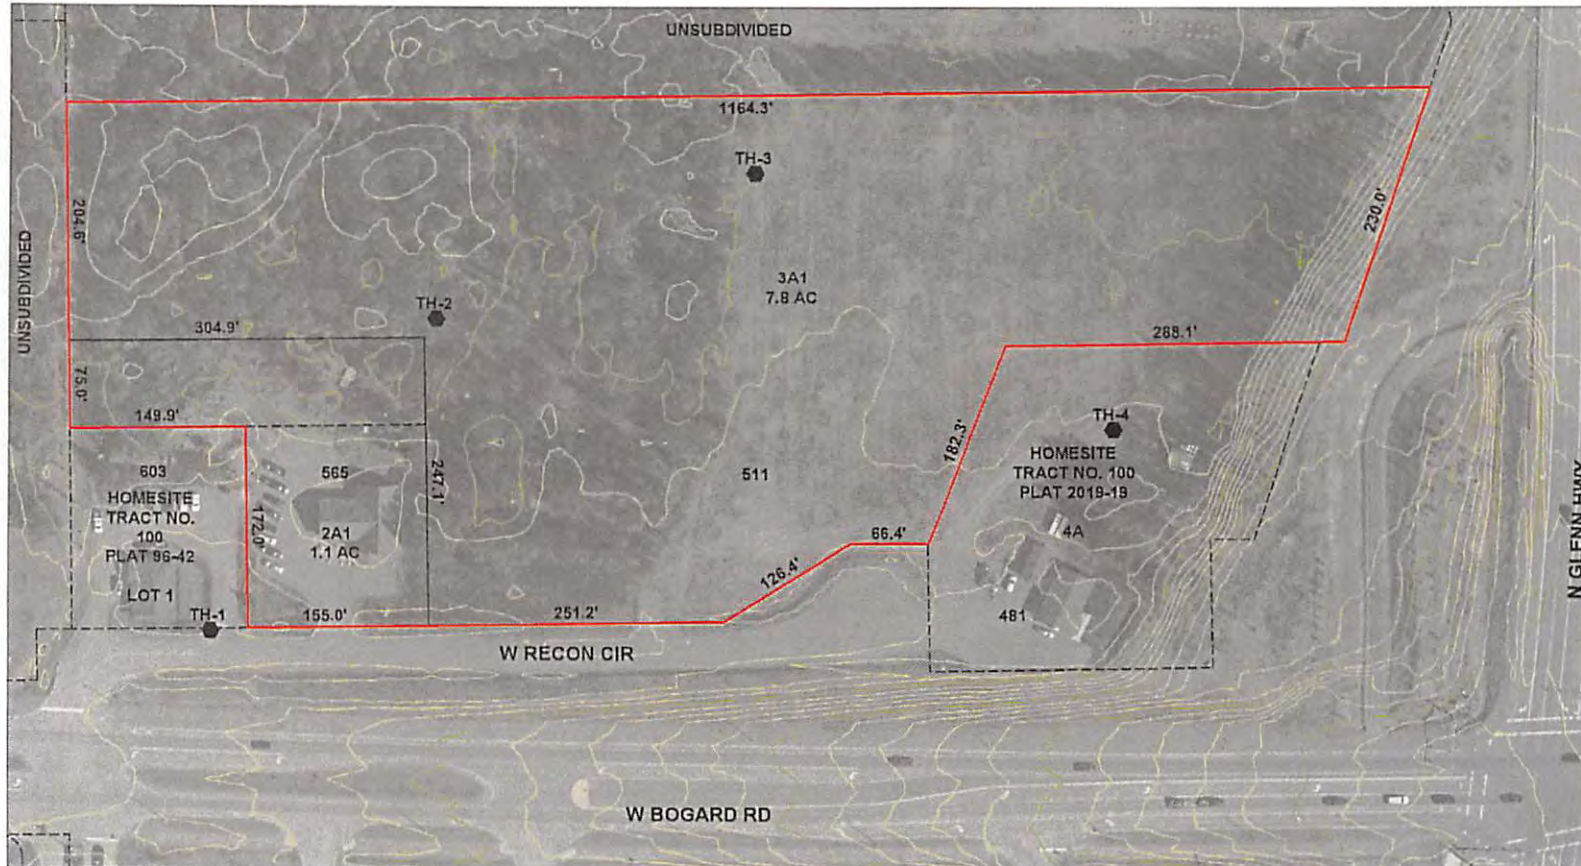 UNSUBDIVIDED
1164.3'
TH-3
204.6'
230.0'
UNSUBDIVIDED
3A1
7.8 AC
TH-2
304.9'
288.1'
75.0'
149.9'
TH-4
182.3'
HOMESITE
TRACT NO. 100
PLAT 2019-19
603
565
247.1'
511
HOMESITE
TRACT NO.
100
PLAT 96-42
172.0'
2A1
1.1 AC
66.4'
4A
N GLENN HWY
126.4'
LOT 1
TH-1
155.0'
251.2'
481
W RECON CIR
W BOGARD RD